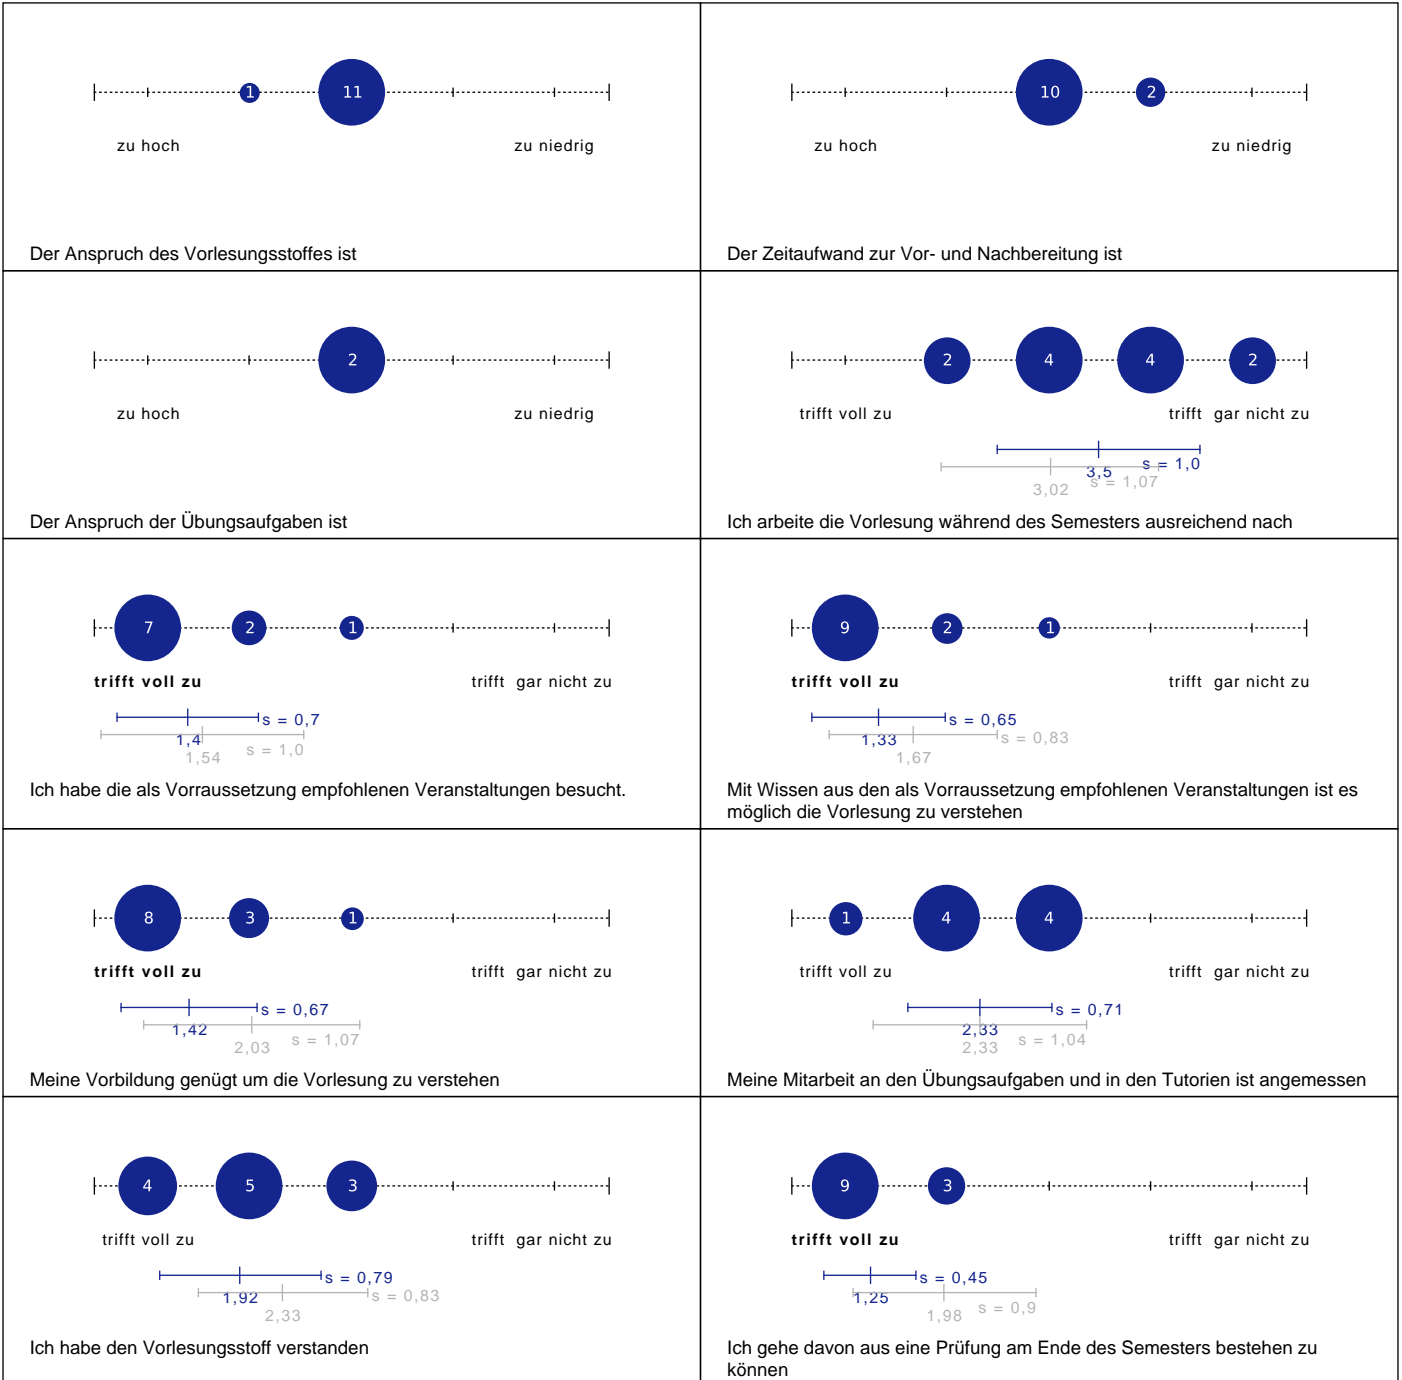 1 11
zu hoch zu niedrig
Der Anspruch des Vorlesungsstoffes ist
10 2
zu hoch zu niedrig
Der Zeitaufwand zur Vor- und Nachbereitung ist
2
zu hoch zu niedrig
Der Anspruch der Übungsaufgaben ist
2 4 4 2
trifft voll zu trifft gar nicht zu
s = 1,0
3,5
s = 1,07
3,02
Ich arbeite die Vorlesung während des Semesters ausreichend nach
7 2 1
trifft voll zu trifft gar nicht zu
s = 0,7
1,4
s = 1,0
1,54
Ich habe die als Vorraussetzung empfohlenen Veranstaltungen besucht.
9 2 1
trifft voll zu trifft gar nicht zu
s = 0,65
1,33
s = 0,83
1,67
Mit Wissen aus den als Vorraussetzung empfohlenen Veranstaltungen ist es
möglich die Vorlesung zu verstehen
8 3 1
trifft voll zu trifft gar nicht zu
s = 0,67
1,42
s = 1,07
2,03
Meine Vorbildung genügt um die Vorlesung zu verstehen
1 4 4
trifft voll zu trifft gar nicht zu
s = 0,71
2,33
s = 1,04
2,33
Meine Mitarbeit an den Übungsaufgaben und in den Tutorien ist angemessen
4 5 3
trifft voll zu trifft gar nicht zu
s = 0,79
1,92
s = 0,83
2,33
Ich habe den Vorlesungsstoff verstanden
9 3
trifft voll zu trifft gar nicht zu
s = 0,45
1,25
s = 0,9
1,98
Ich gehe davon aus eine Prüfung am Ende des Semesters bestehen zu
können